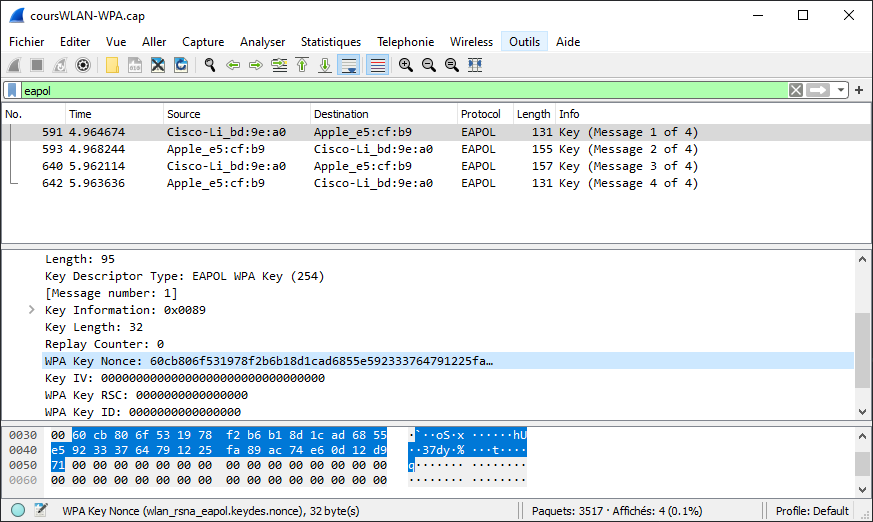 coursWLAN-WPA.cap
Fichier Editer Vue Aller Capture Analyser Statistiques Telephonie Wireless Outils Aide
eapol
No. Time Source Destination Protocol Length Info
591 4.964674 Cisco-Li_bd:9e:a0 Apple_e5:cf:b9 EAPOL 131 Key (Message 1 of 4)
593 4.968244 Apple_e5:cf:b9 Cisco-Li_bd:9e:a0 EAPOL 155 Key (Message 2 of 4)
640 5.962114 Cisco-Li_bd:9e:a0 Apple_e5:cf:b9 EAPOL 157 Key (Message 3 of 4)
642 5.963636 Apple_e5:cf:b9 Cisco-Li_bd:9e:a0 EAPOL 131 Key (Message 4 of 4)
Length: 95
Key Descriptor Type: EAPOL WPA Key (254)
[Message number: 1]
Key Information: 0x0089
Key Length: 32
Replay Counter: 0
WPA Key Nonce: 60cb806f531978f2b6b18d1cad6855e592333764791225fa…
Key IV: 00000000000000000000000000000000
WPA Key RSC: 0000000000000000
WPA Key ID: 0000000000000000
0030 00 60 cb 80 6f 53 19 78 f2 b6 b1 8d 1c ad 68 55 ·`··oS·x ······hU
0040 e5 92 33 37 64 79 12 25 fa 89 ac 74 e6 0d 12 d9 ··37dy·% ···t····
0050 71 00 00 00 00 00 00 00 00 00 00 00 00 00 00 00 q······· ········
0060 00 00 00 00 00 00 00 00 00 00 00 00 00 00 00 00 ········ ········
WPA Key Nonce (wlan_rsna_eapol.keydes.nonce), 32 byte(s) Paquets: 3517 · Affichés: 4 (0.1%) Profile: Default